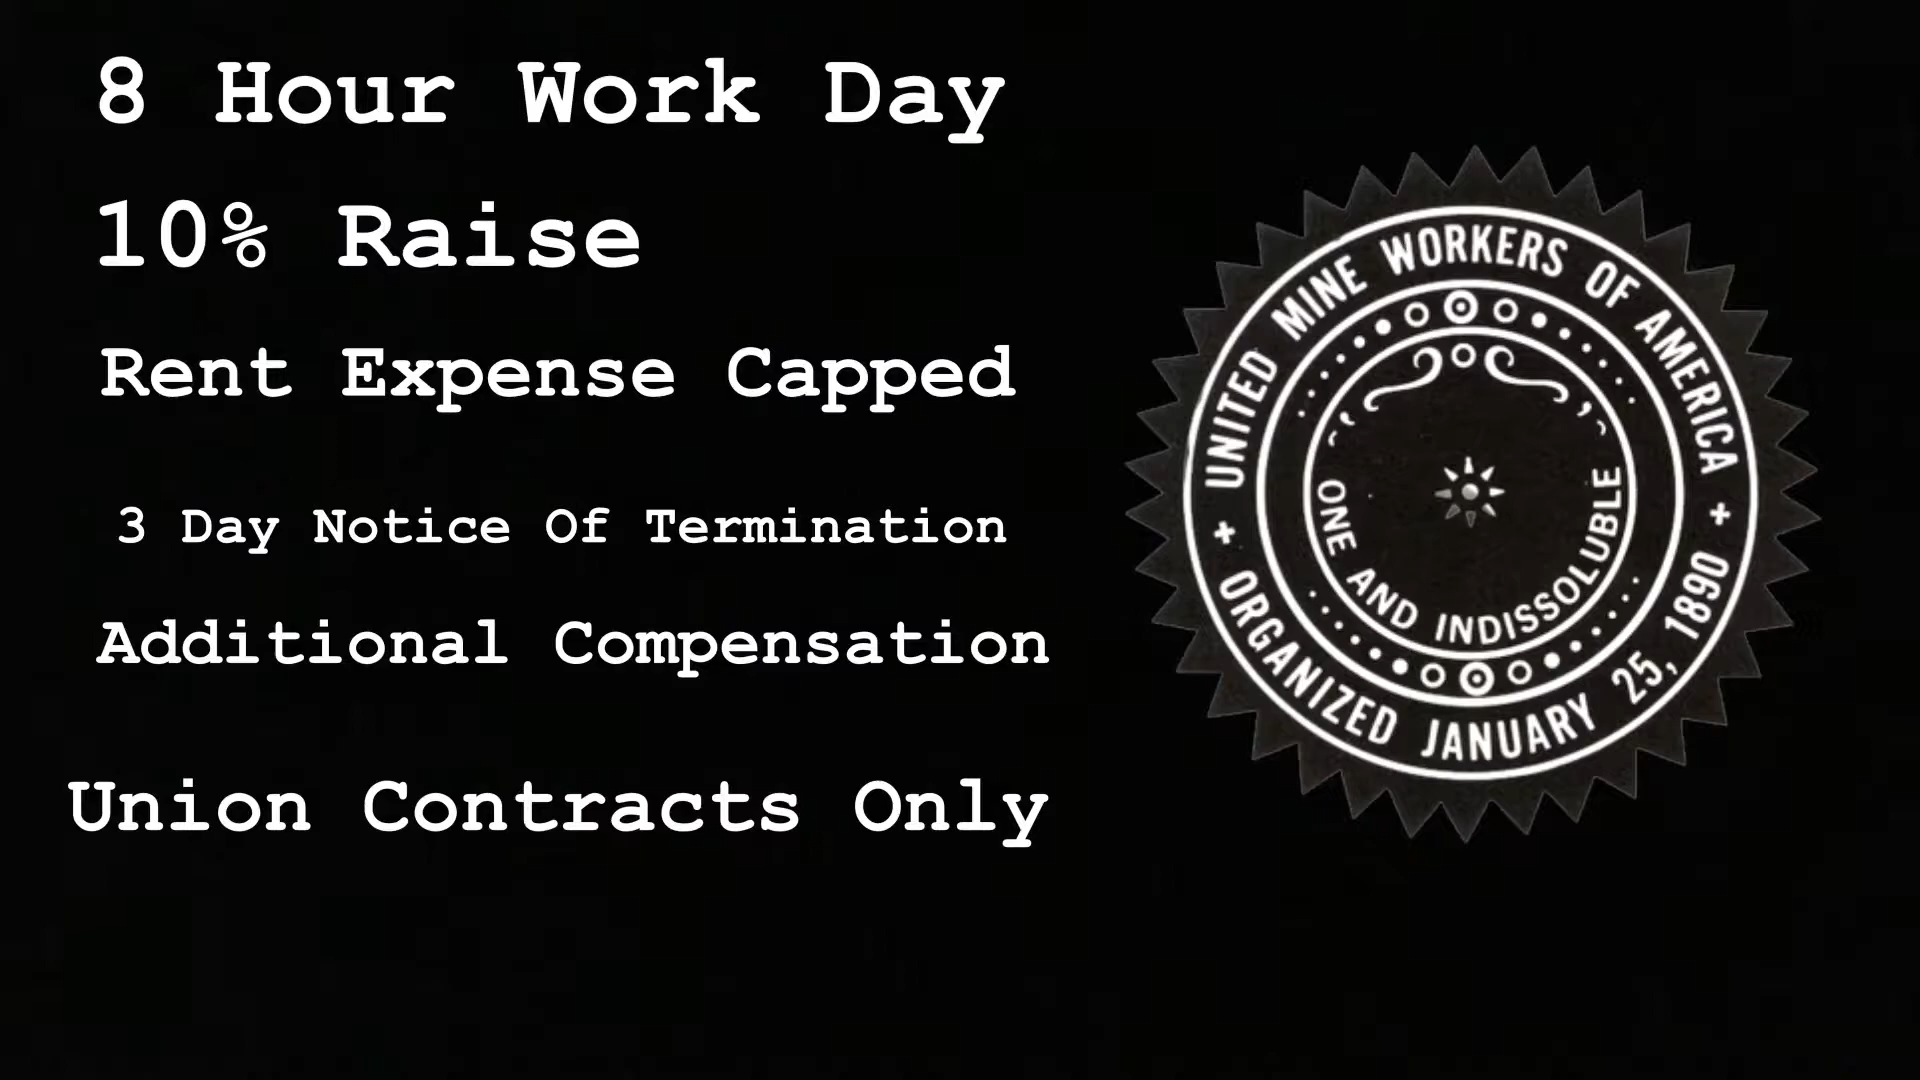 8 Hour Work Day
10% Raise
Rent Expense Capped
3 Day Notice Of Termination
Additional Compensation
Union Contracts Only
UNITED MINE WORKERS OF AMERICA
ONE AND INDISSOLUBLE
ORGANIZED JANUARY 25, 1890